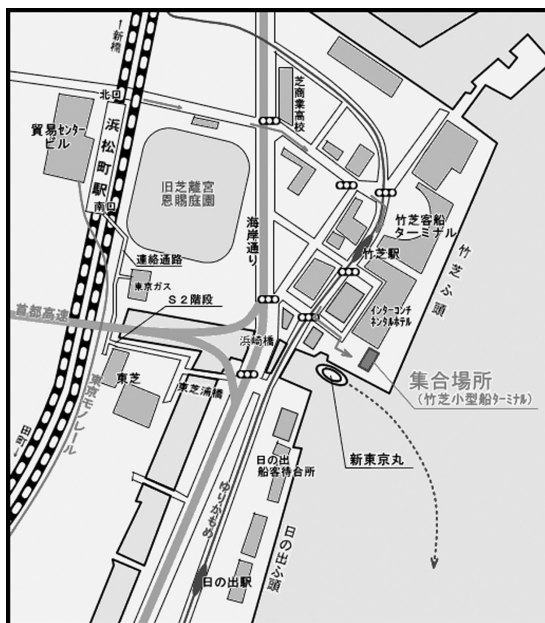 ←新橋
北口
貿易センター
ビル
浜松町駅
芝商業高校
旧芝離宮
恩賜庭園
海岸通り
南口
連絡通路
東京ガス
S2階段
首都高速
竹芝客船
ターミナル
竹芝駅
竹芝ふ頭
インターコンチ
ネンタルホテル
浜崎橋
集合場所
(竹芝小型船ターミナル)
東芝
東芝浦橋
東京モノレール
田町→
新東京丸
日の出
船客待合所
ゆりかもめ
日の出ふ頭
日の出駅